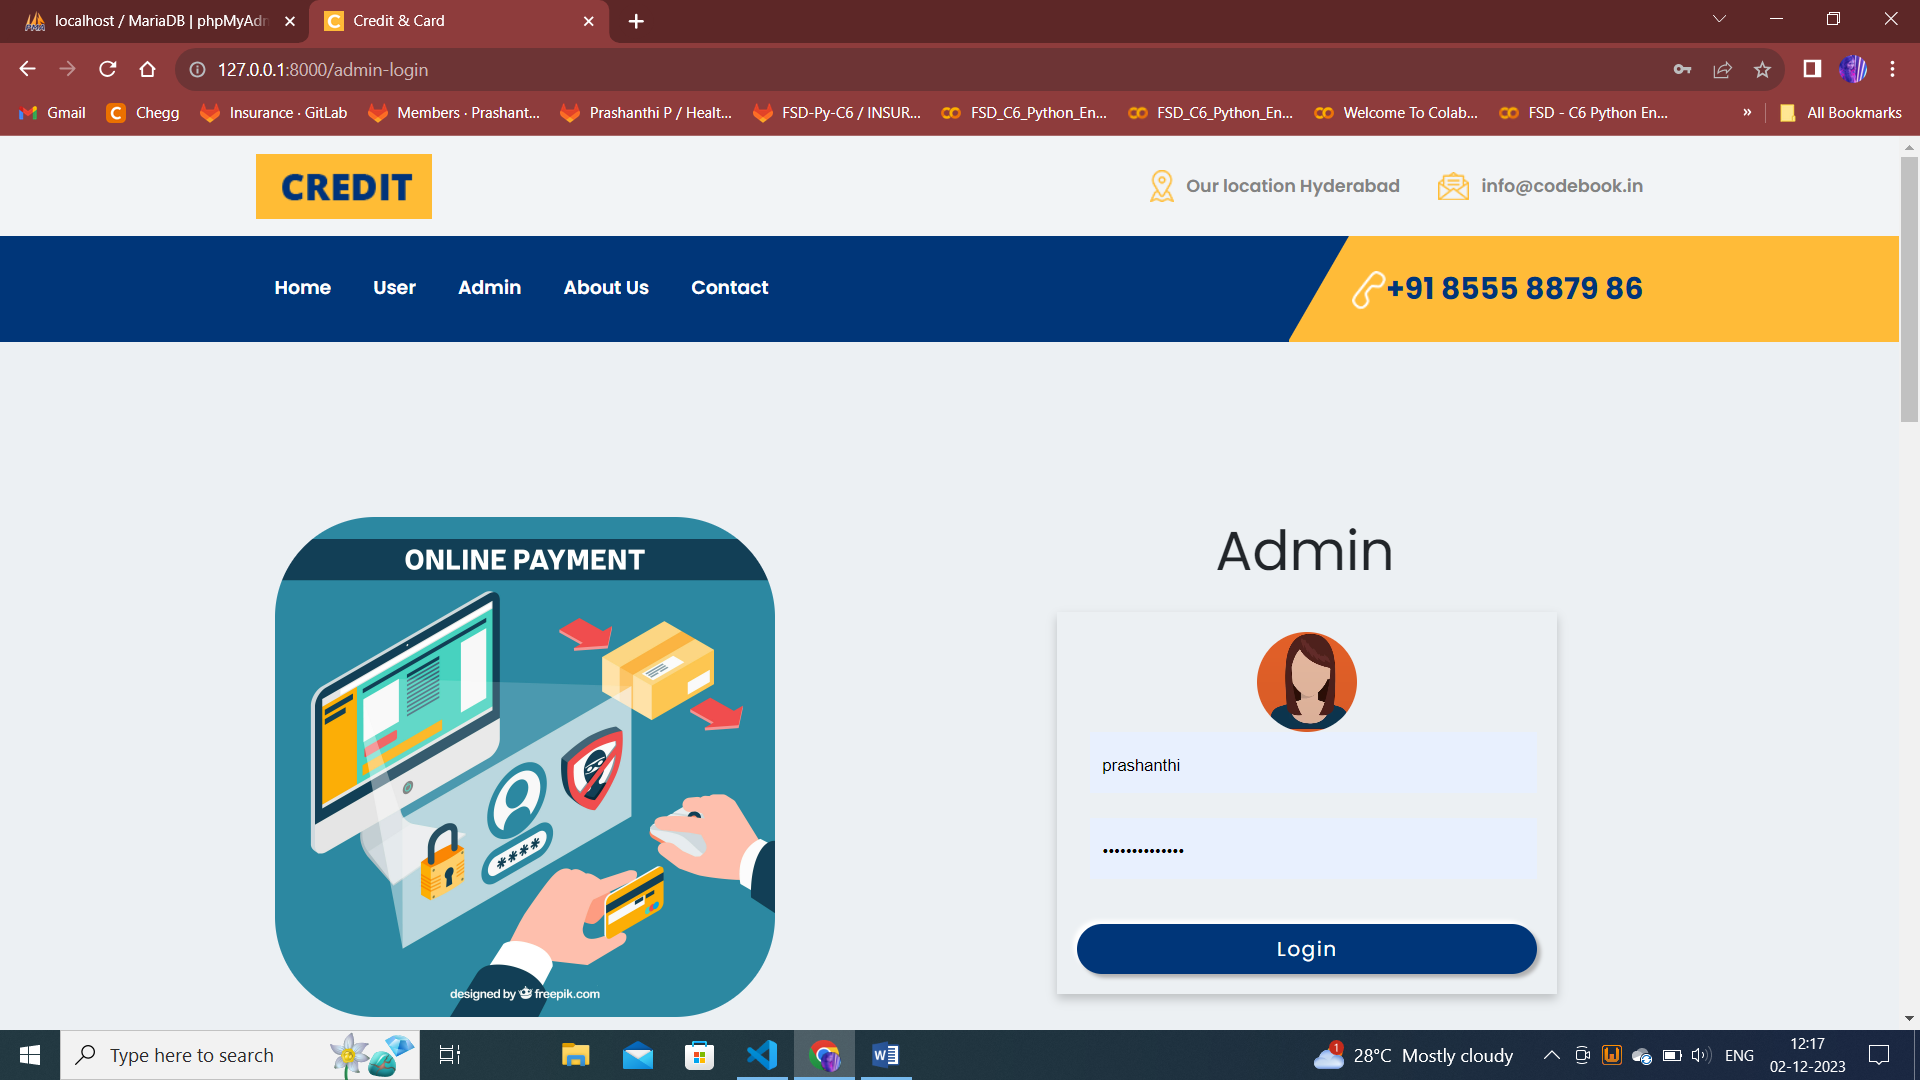 localhost / MariaDB | phpMyAdn
Credit & Card
127.0.0.1:8000/admin-login
Gmail
Chegg
Insurance · GitLab
Members · Prashant...
Prashanthi P / Healt...
FSD-Py-C6 / INSUR...
FSD_C6_Python_En...
FSD_C6_Python_En...
Welcome To Colab...
FSD - C6 Python En...
»
All Bookmarks
CREDIT
Our location Hyderabad
info@codebook.in
Home
User
Admin
About Us
Contact
+91 8555 8879 86
ONLINE PAYMENT
****
designed by freepik.com
Admin
prashanthi
••••••••••••••
Login
Type here to search
1
28°C Mostly cloudy
ENG
12:17
02-12-2023